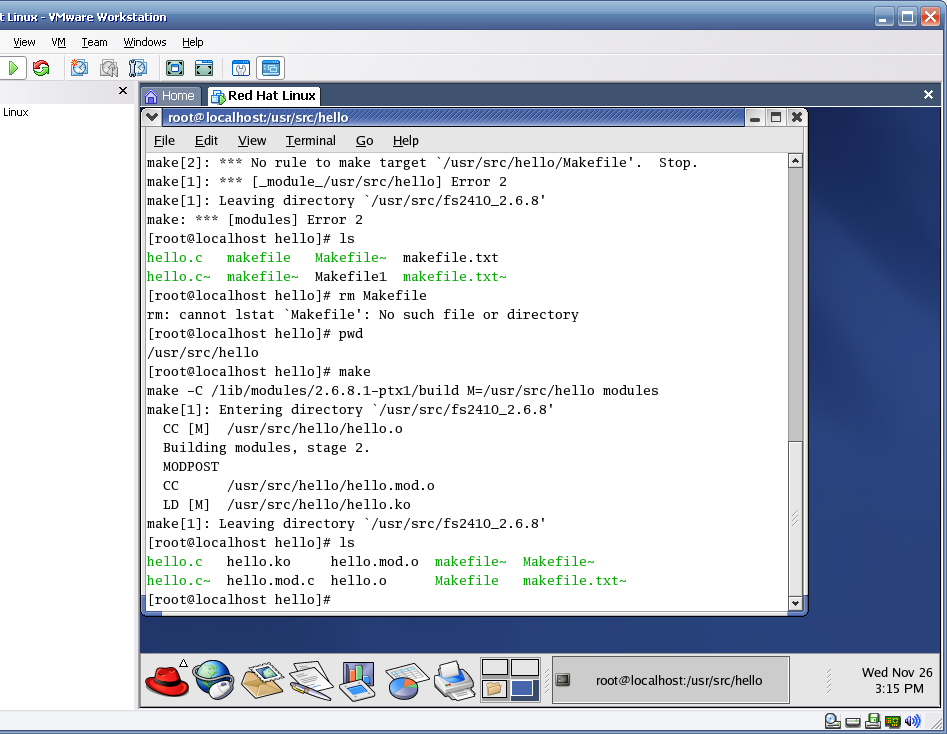 t Linux - VMware Workstation
View VM Team Windows Help
Linux
Home Red Hat Linux
root@localhost:/usr/src/hello
File Edit View Terminal Go Help
make[2]: *** No rule to make target `/usr/src/hello/Makefile'.  Stop.
make[1]: *** [_module_/usr/src/hello] Error 2
make[1]: Leaving directory `/usr/src/fs2410_2.6.8'
make: *** [modules] Error 2
[root@localhost hello]# ls
hello.c   makefile   Makefile~  makefile.txt
hello.c~  makefile~  Makefile1  makefile.txt~
[root@localhost hello]# rm Makefile
rm: cannot lstat `Makefile': No such file or directory
[root@localhost hello]# pwd
/usr/src/hello
[root@localhost hello]# make
make -C /lib/modules/2.6.8.1-ptx1/build M=/usr/src/hello modules
make[1]: Entering directory `/usr/src/fs2410_2.6.8'
  CC [M]  /usr/src/hello/hello.o
  Building modules, stage 2.
  MODPOST
  CC      /usr/src/hello/hello.mod.o
  LD [M]  /usr/src/hello/hello.ko
make[1]: Leaving directory `/usr/src/fs2410_2.6.8'
[root@localhost hello]# ls
hello.c   hello.ko     hello.mod.o  makefile~  Makefile~
hello.c~  hello.mod.c  hello.o      Makefile   makefile.txt~
[root@localhost hello]#
root@localhost:/usr/src/hello
Wed Nov 26
3:15 PM